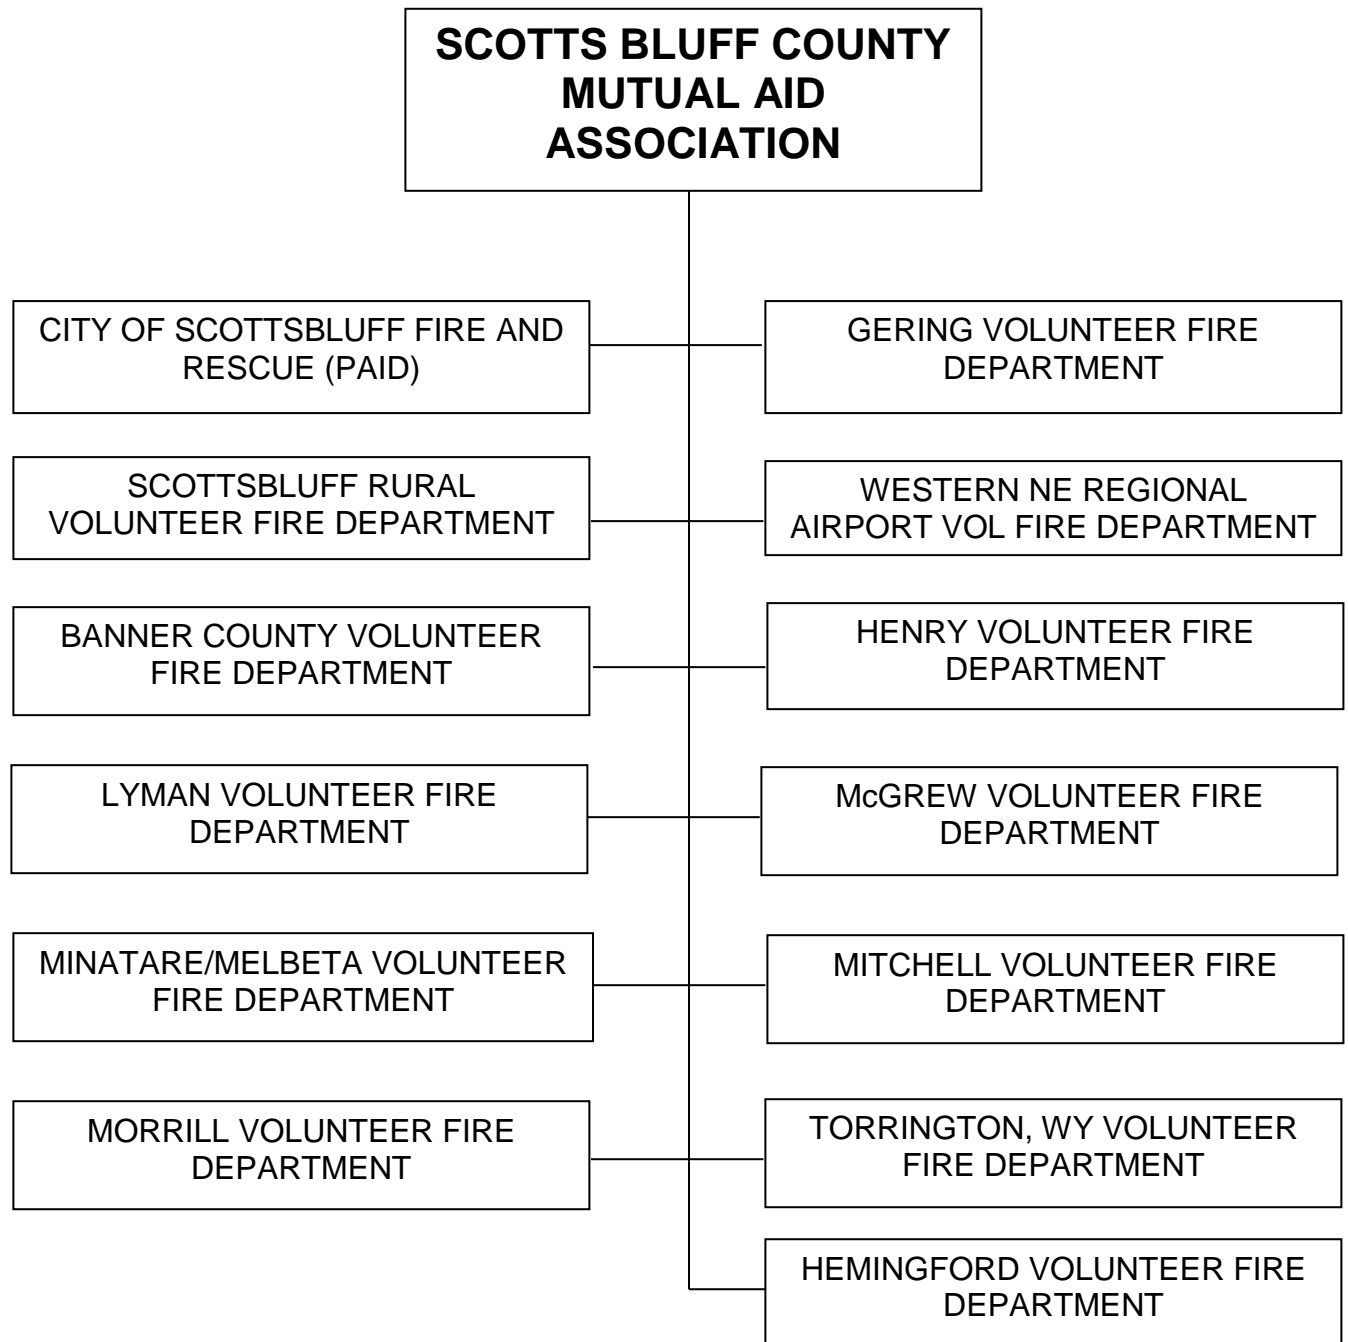 SCOTTS BLUFF COUNTY
MUTUAL AID
ASSOCIATION
CITY OF SCOTTSBLUFF FIRE AND
RESCUE (PAID)
GERING VOLUNTEER FIRE
DEPARTMENT
SCOTTSBLUFF RURAL
VOLUNTEER FIRE DEPARTMENT
WESTERN NE REGIONAL
AIRPORT VOL FIRE DEPARTMENT
BANNER COUNTY VOLUNTEER
FIRE DEPARTMENT
HENRY VOLUNTEER FIRE
DEPARTMENT
LYMAN VOLUNTEER FIRE
DEPARTMENT
McGREW VOLUNTEER FIRE
DEPARTMENT
MINATARE/MELBETA VOLUNTEER
FIRE DEPARTMENT
MITCHELL VOLUNTEER FIRE
DEPARTMENT
MORRILL VOLUNTEER FIRE
DEPARTMENT
TORRINGTON, WY VOLUNTEER
FIRE DEPARTMENT
HEMINGFORD VOLUNTEER FIRE
DEPARTMENT